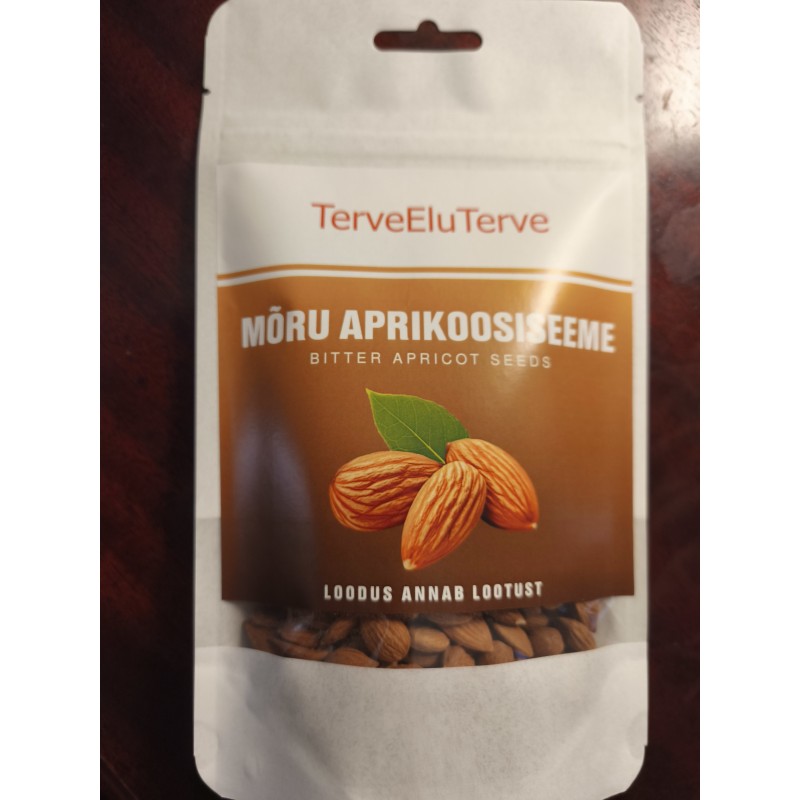 TerveEluTerve
MÕRU APRIKOOSISEEME
BITTER APRICOT SEEDS
LOODUS ANNAB LOOTUST